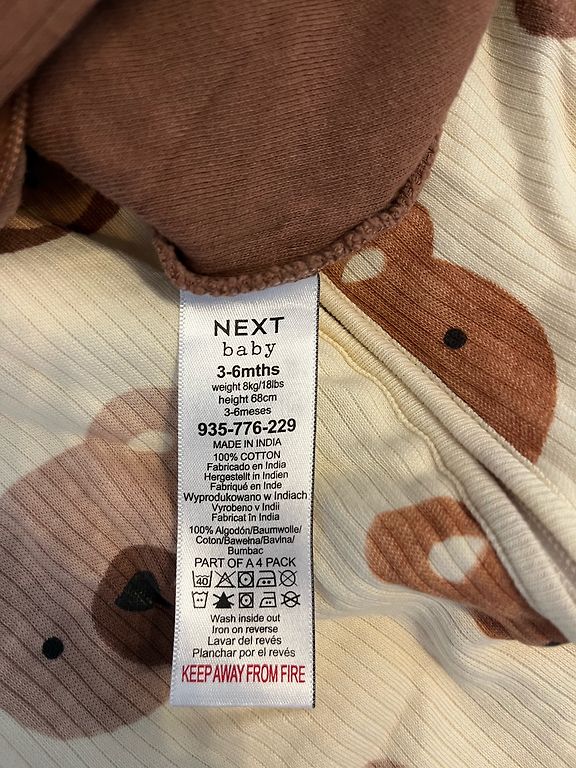 NEXT
baby
3-6mths
weight 8kg/18lbs
height 68cm
3-6meses
935-776-229
MADE IN INDIA
100% COTTON
Fabricado en India
Hergestellt in Indien
Fabriqué en Inde
Wyprodukowano w Indiach
Vyrobeno v Indii
Fabricat în India
100% Algodón/Baumwolle/
Coton/Bawełna/Bavlna/
Bumbac
PART OF A 4 PACK
40
Wash inside out
Iron on reverse
Lavar del revés
Planchar por el revés
KEEP AWAY FROM FIRE